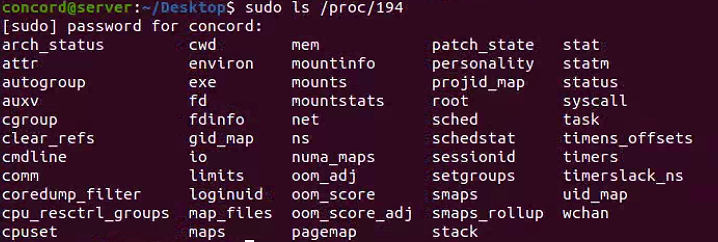 concord@server:~/Desktop$ sudo ls /proc/194
[sudo] password for concord:
arch_status cwd mem patch_state stat
attr environ mountinfo personality statm
autogroup exe mounts projid_map status
auxv fd mountstats root syscall
cgroup fdinfo net sched task
clear_refs gid_map ns schedstat timens_offsets
cmdline io numa_maps sessionid timers
comm limits oom_adj setgroups timerslack_ns
coredump_filter loginuid oom_score smaps uid_map
cpu_resctrl_groups map_files oom_score_adj smaps_rollup wchan
cpuset maps pagemap stack